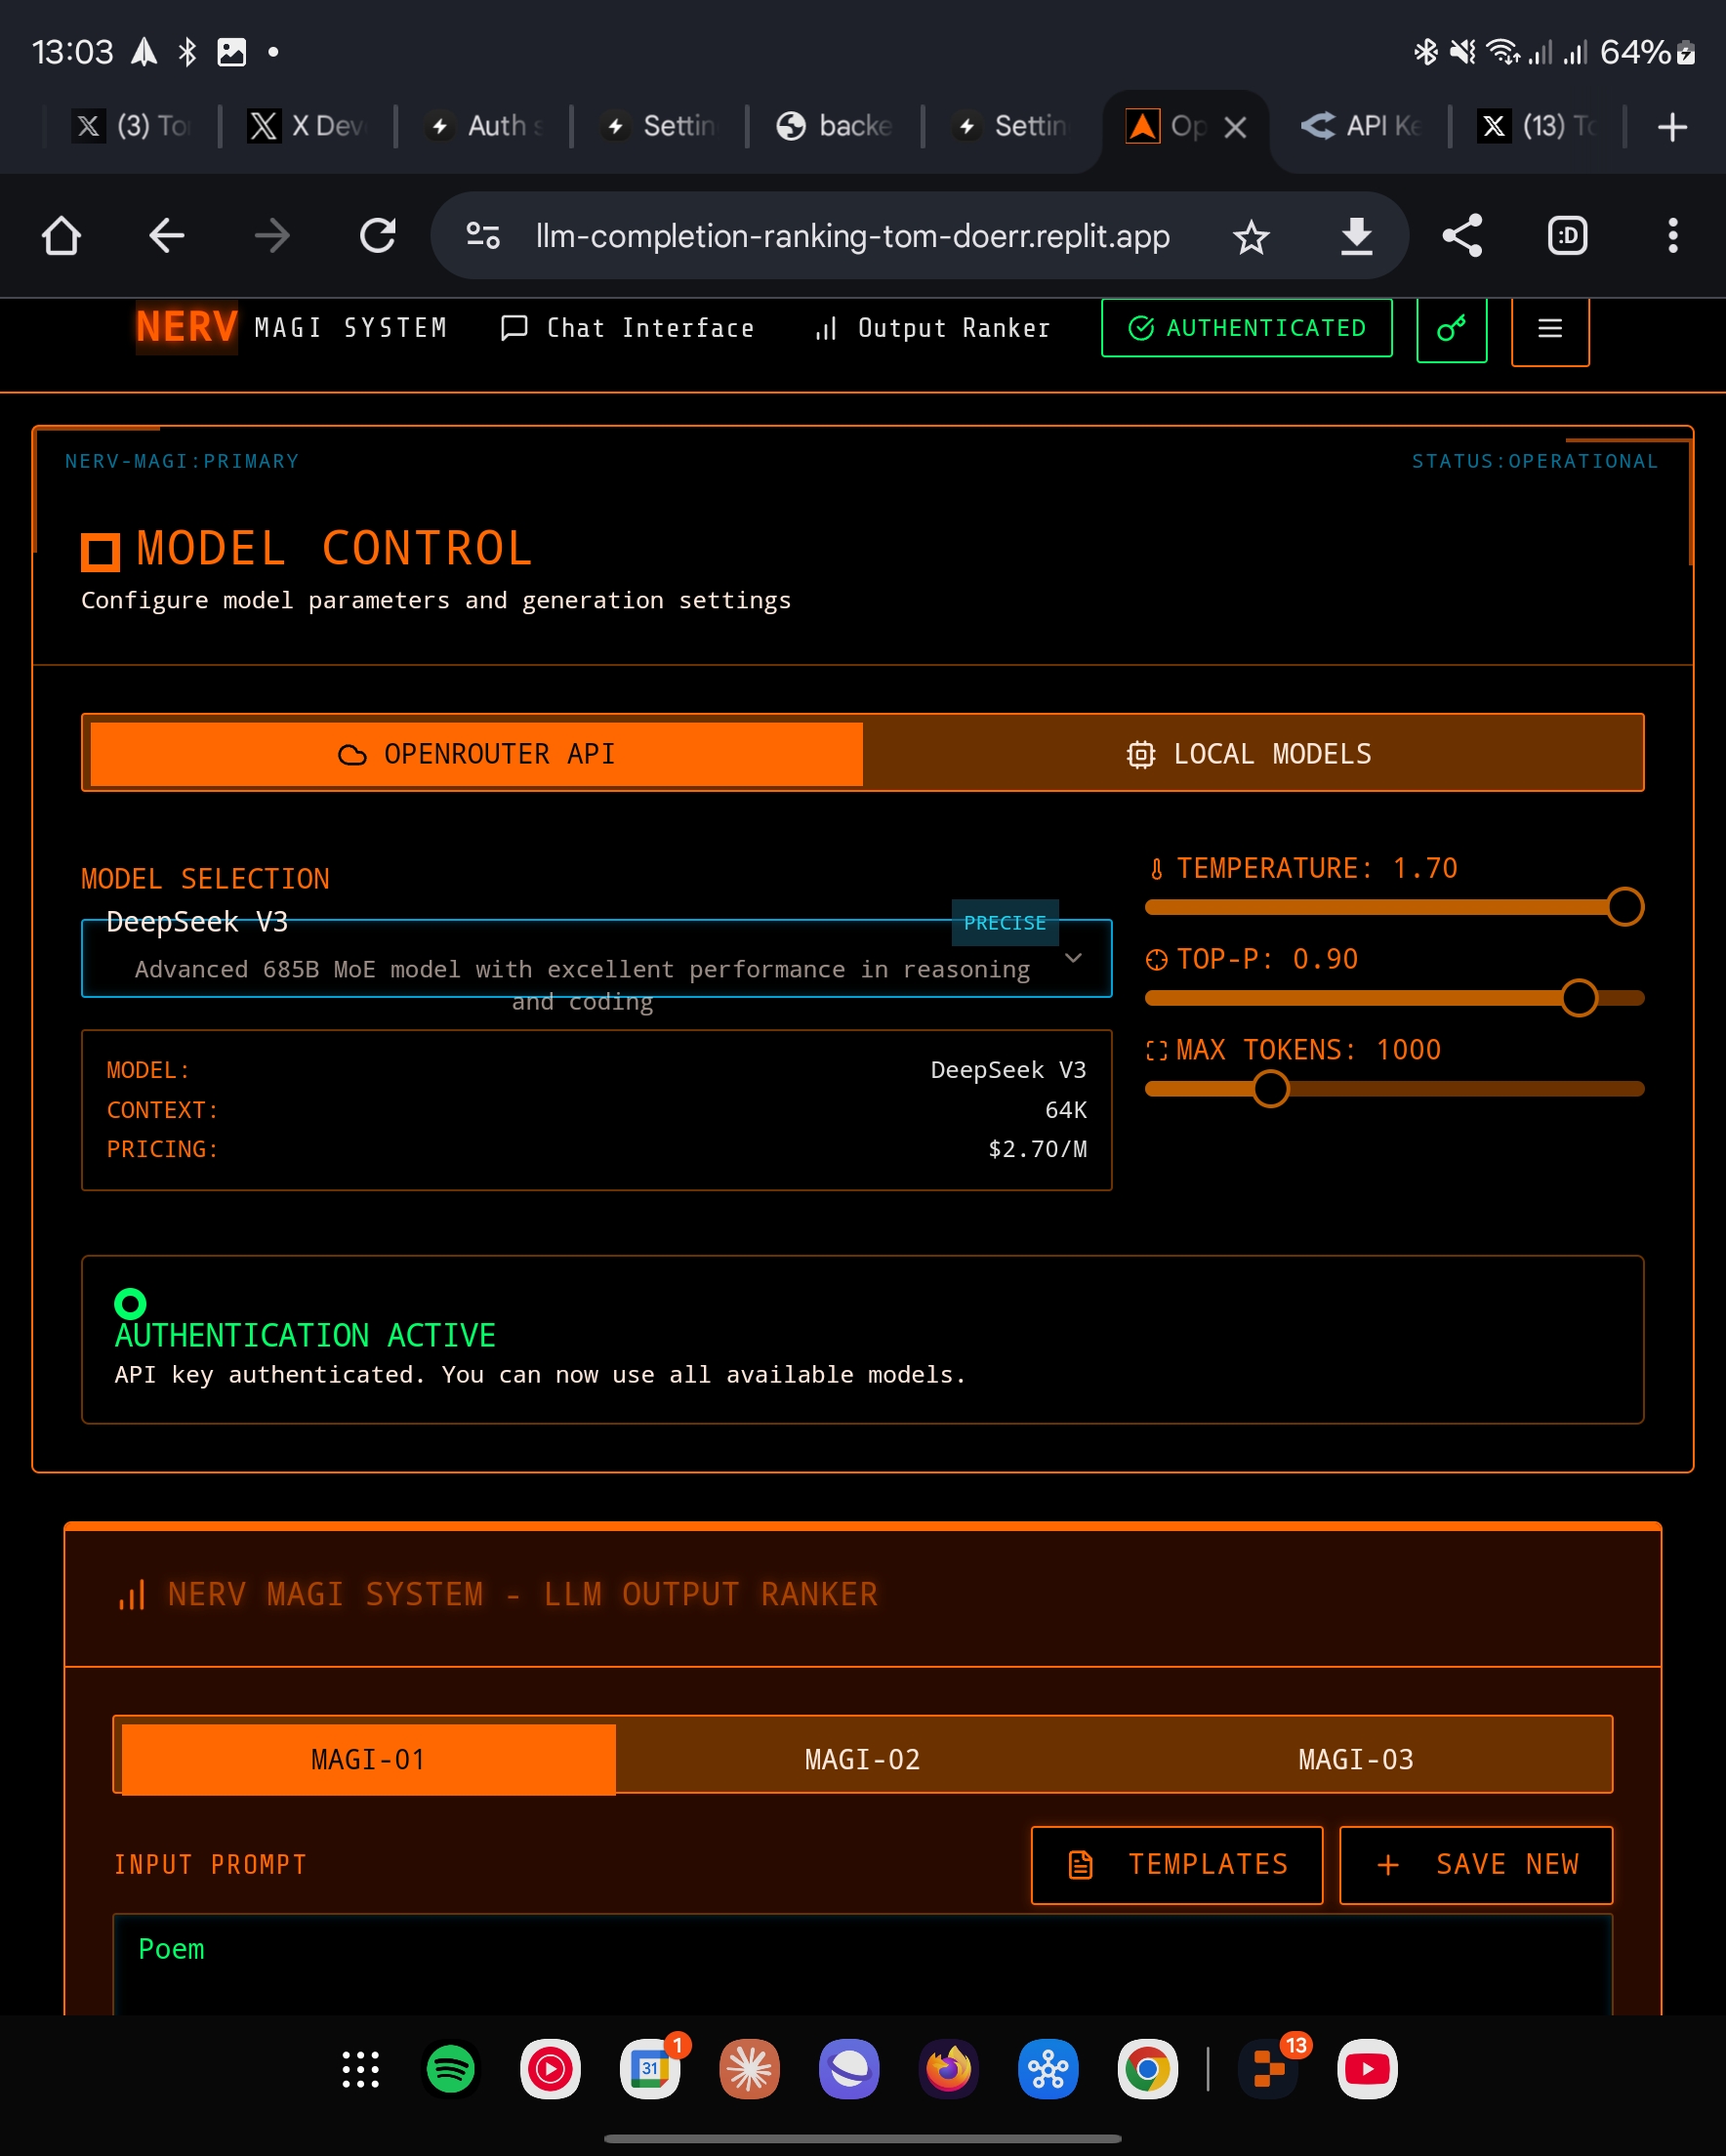 13:03
64%
(3) To
X Dev
Auth s
Settin
backe
Settin
Op
API Ke
(13) To
llm-completion-ranking-tom-doerr.replit.app
:D
NERV MAGI SYSTEM
Chat Interface
Output Ranker
AUTHENTICATED
NERV-MAGI:PRIMARY
STATUS:OPERATIONAL
MODEL CONTROL
Configure model parameters and generation settings
OPENROUTER API
LOCAL MODELS
MODEL SELECTION
DeepSeek V3
PRECISE
Advanced 685B MoE model with excellent performance in reasoning
and coding
MODEL: DeepSeek V3
CONTEXT: 64K
PRICING: $2.70/M
TEMPERATURE: 1.70
TOP-P: 0.90
MAX TOKENS: 1000
AUTHENTICATION ACTIVE
API key authenticated. You can now use all available models.
NERV MAGI SYSTEM - LLM OUTPUT RANKER
MAGI-01
MAGI-02
MAGI-03
INPUT PROMPT
TEMPLATES
SAVE NEW
Poem
31
1
13